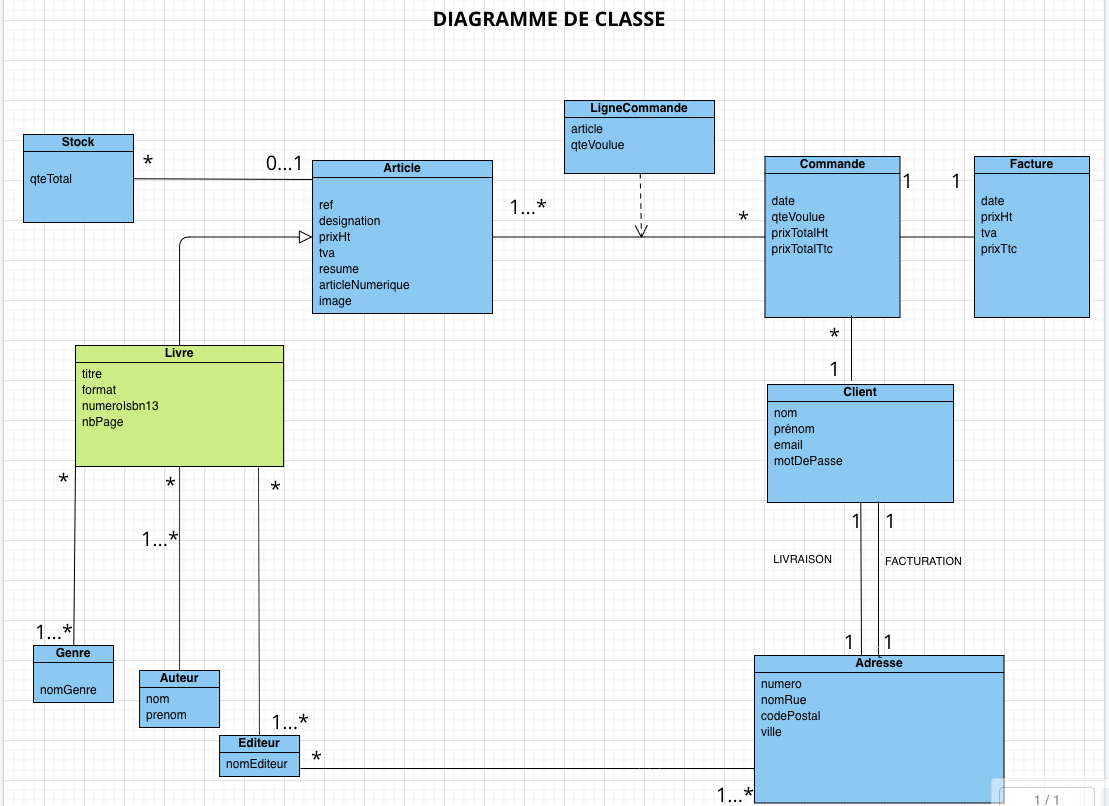 DIAGRAMME DE CLASSE
LigneCommande
article
qteVoulue
Stock
qteTotal
*
0...1
Article
ref
designation
prixHt
tva
resume
articleNumerique
image
1...*
*
Commande
date
qteVoulue
prixTotalHt
prixTotalTtc
1
1
Facture
date
prixHt
tva
prixTtc
*
1
Livre
titre
format
numeroIsbn13
nbPage
Client
nom
prénom
email
motDePasse
*
*
*
1...*
1
1
LIVRAISON
FACTURATION
1...*
1
1
Genre
nomGenre
Auteur
nom
prenom
1...*
Editeur
nomEditeur
*
Adresse
numero
nomRue
codePostal
ville
1...*
1 / 1